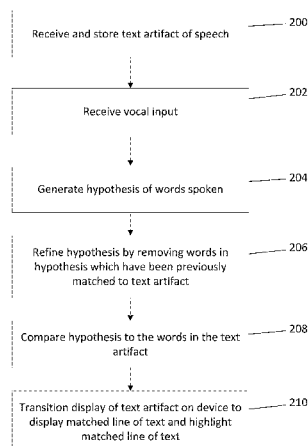 Receive and store text artifact of speech
200
Receive vocal input
202
Generate hypothesis of words spoken
204
Refine hypothesis by removing words in
hypothesis which have been previously
matched to text artifact
206
Compare hypothesis to the words in the text
artifact
208
Transition display of text artifact on device to
display matched line of text and highlight
matched line of text
210